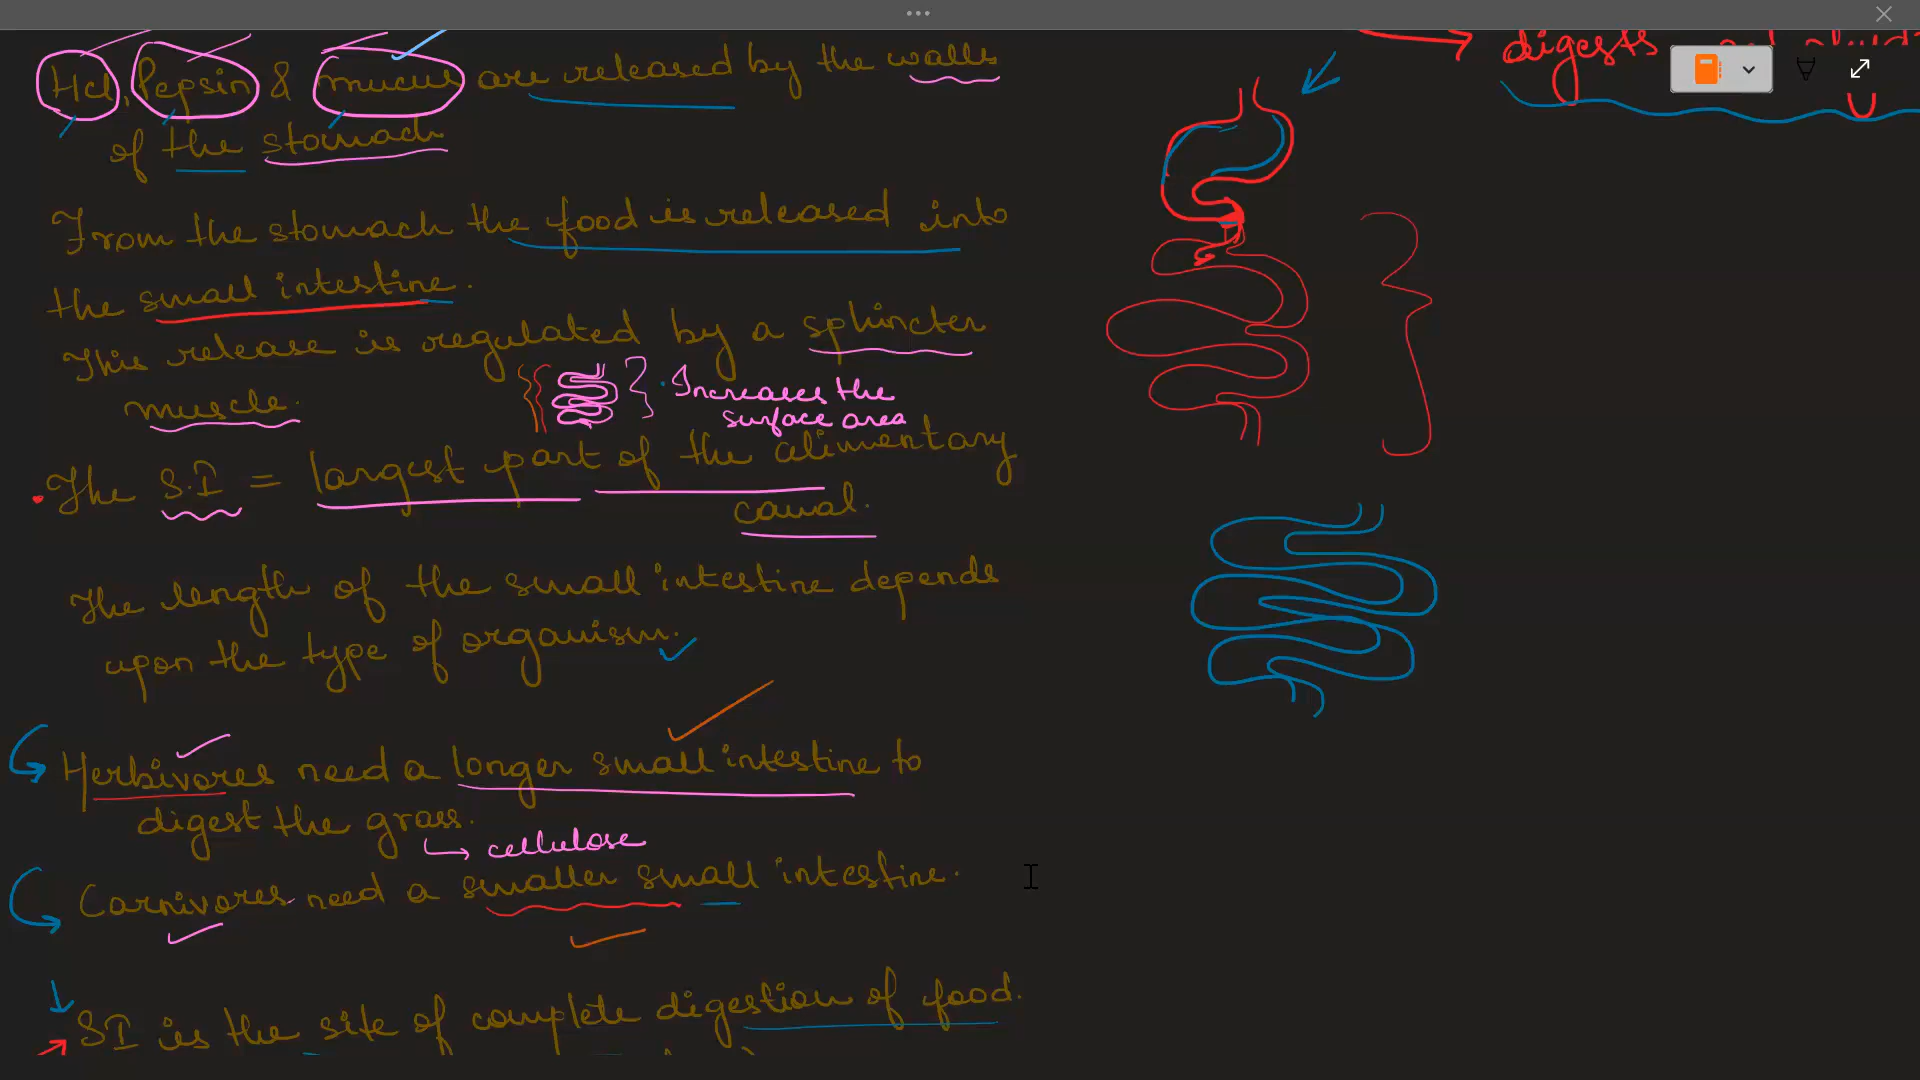 Hcl, Pepsin & mucus are released by the walls
of the stomach
From the stomach the food is released into
the small intestine.
This release is regulated by a sphincter
muscle.
Increases the
surface area
The S.I = largest part of the alimentary
canal.
The length of the small intestine depends
upon the type of organism.
Herbivores need a longer small intestine to
digest the grass.
cellulose
Carnivores need a smaller small intestine.
SI is the site of complete digestion of food.
digests